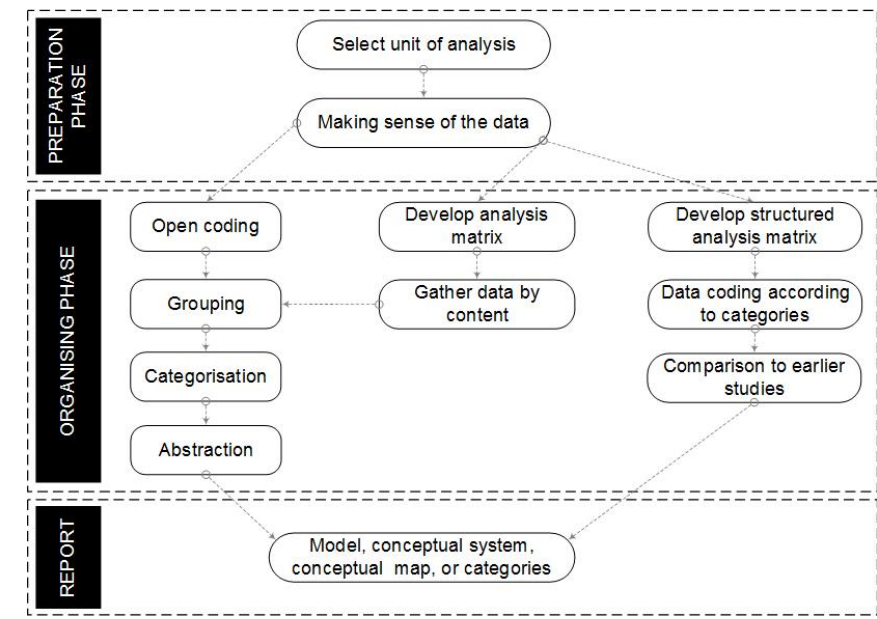 PREPARATION
PHASE
Select unit of analysis
Making sense of the data
ORGANISING PHASE
Open coding
Grouping
Categorisation
Abstraction
Develop analysis
matrix
Gather data by
content
Develop structured
analysis matrix
Data coding according
to categories
Comparison to earlier
studies
REPORT
Model, conceptual system,
conceptual map, or categories